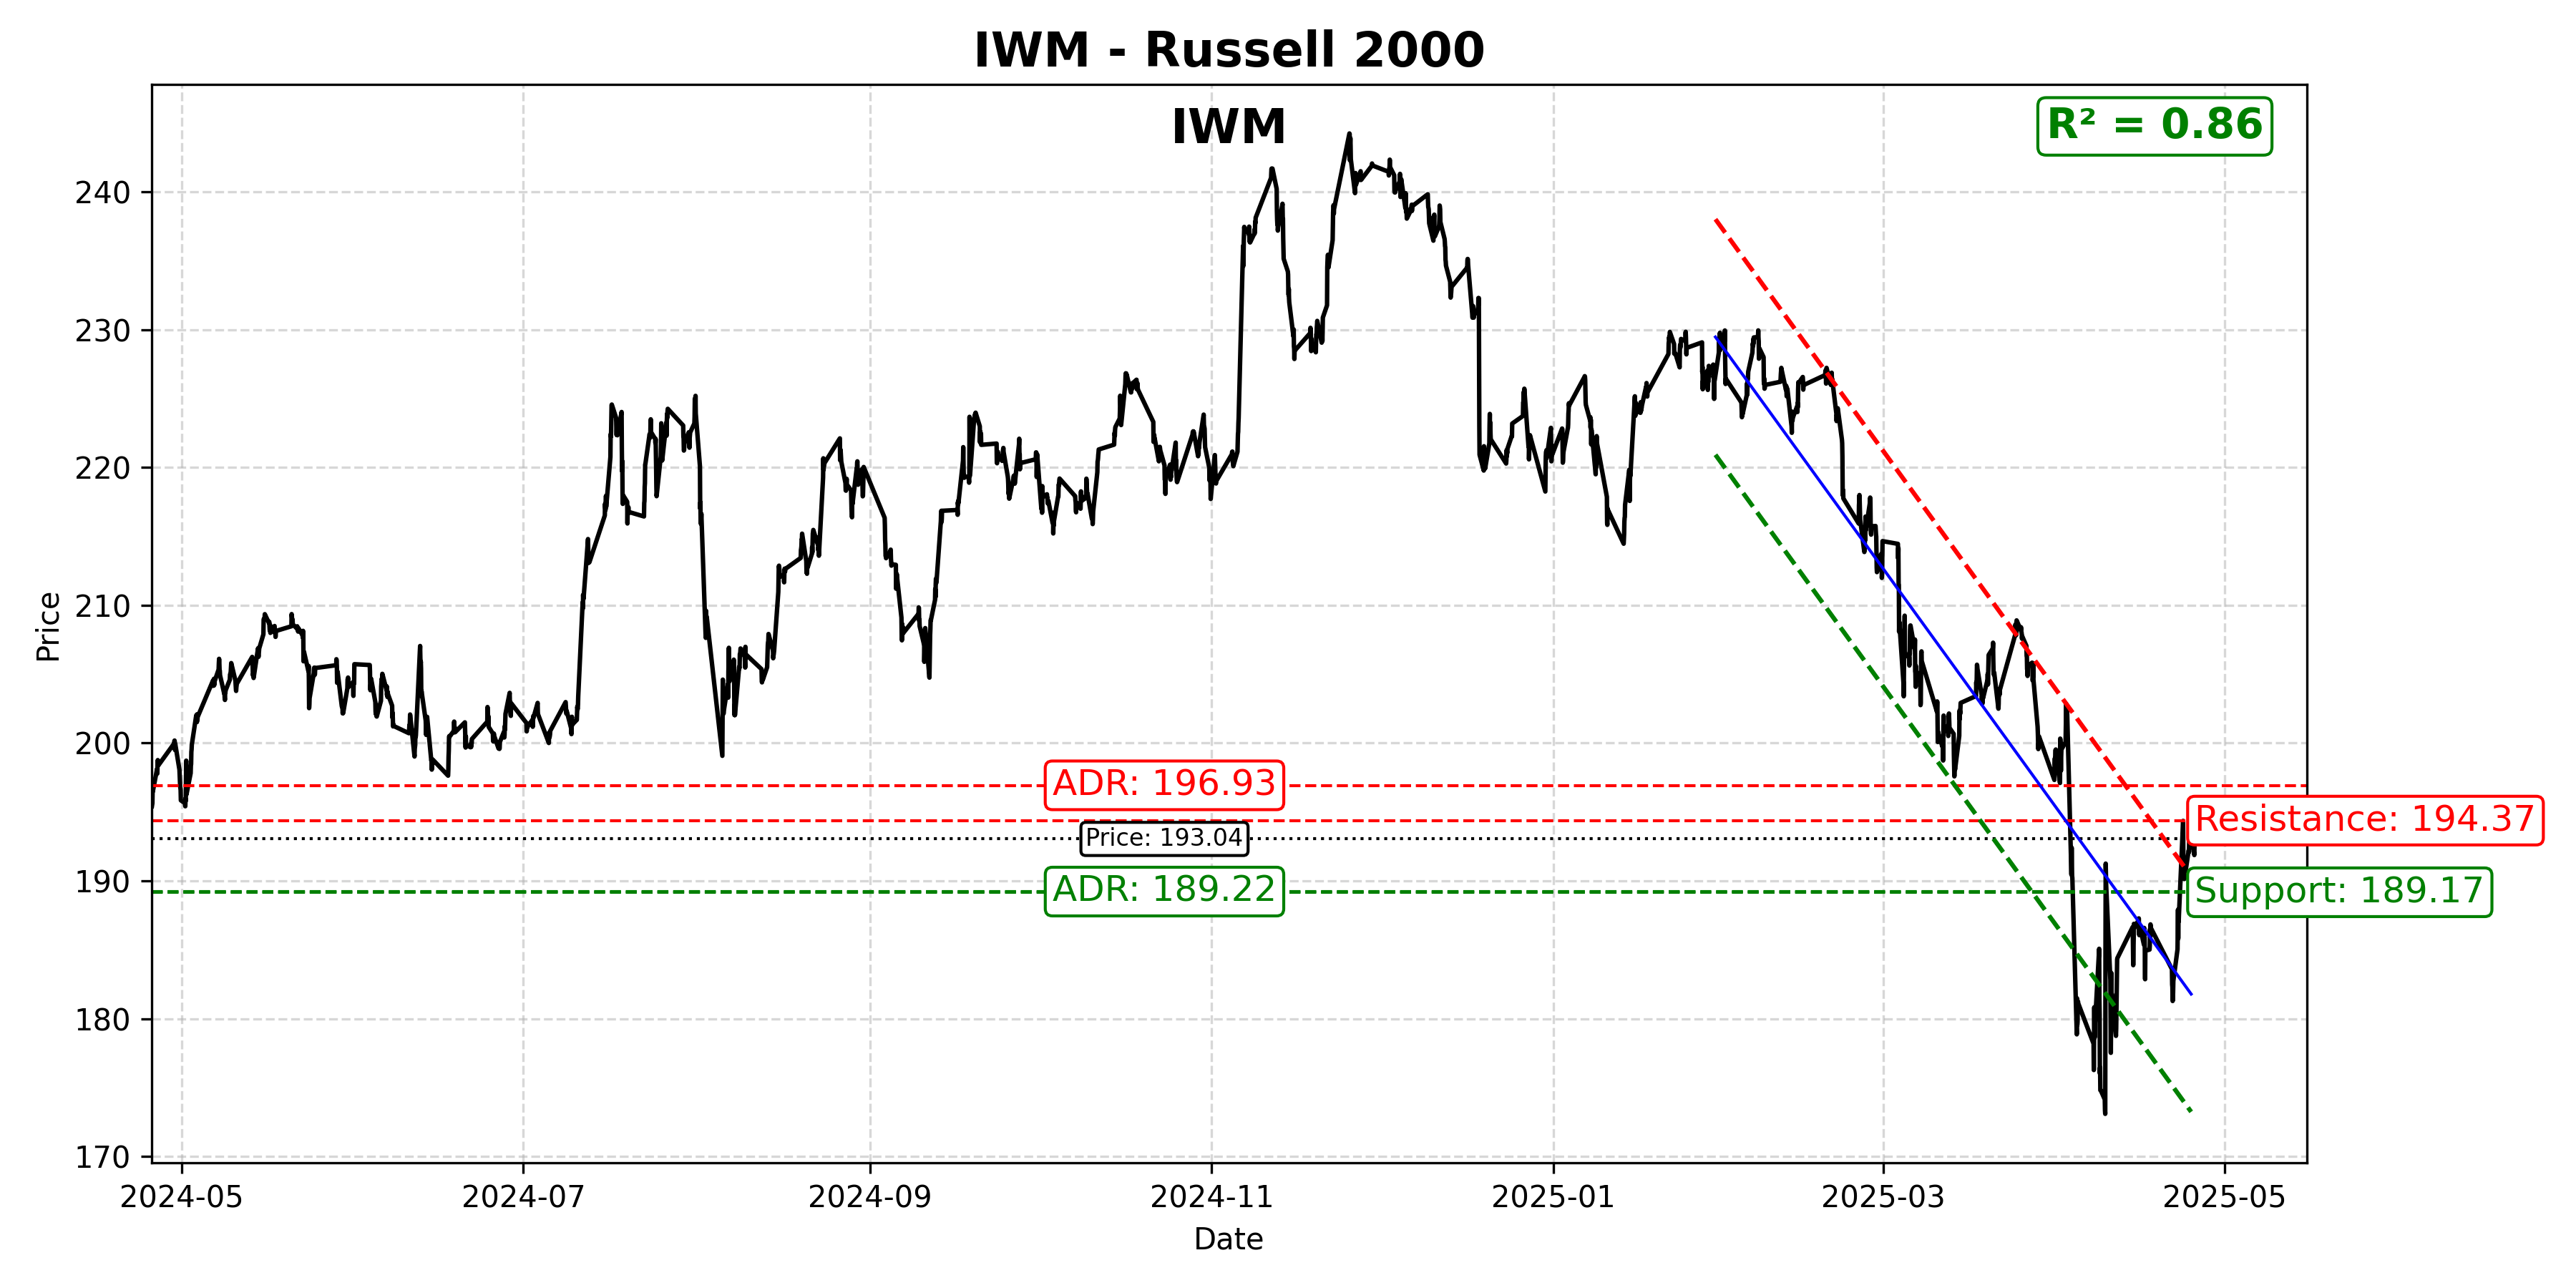 IWM - Russell 2000
IWM
R² = 0.86
240
230
220
210
200
190
180
170
Price
ADR: 196.93
Resistance: 194.37
Price: 193.04
ADR: 189.22
Support: 189.17
2024-05
2024-07
2024-09
2024-11
2025-01
2025-03
2025-05
Date